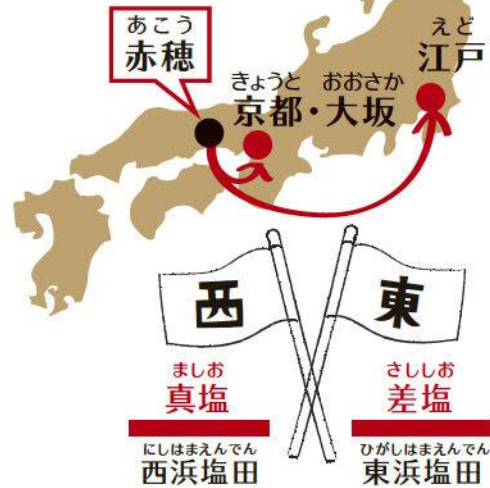 あこう
赤穂
えど
江戸
きょうと おおさか
京都・大坂
西
東
ましお
真塩
さししお
差塩
にしはまえんでん
西浜塩田
ひがしはまえんでん
東浜塩田